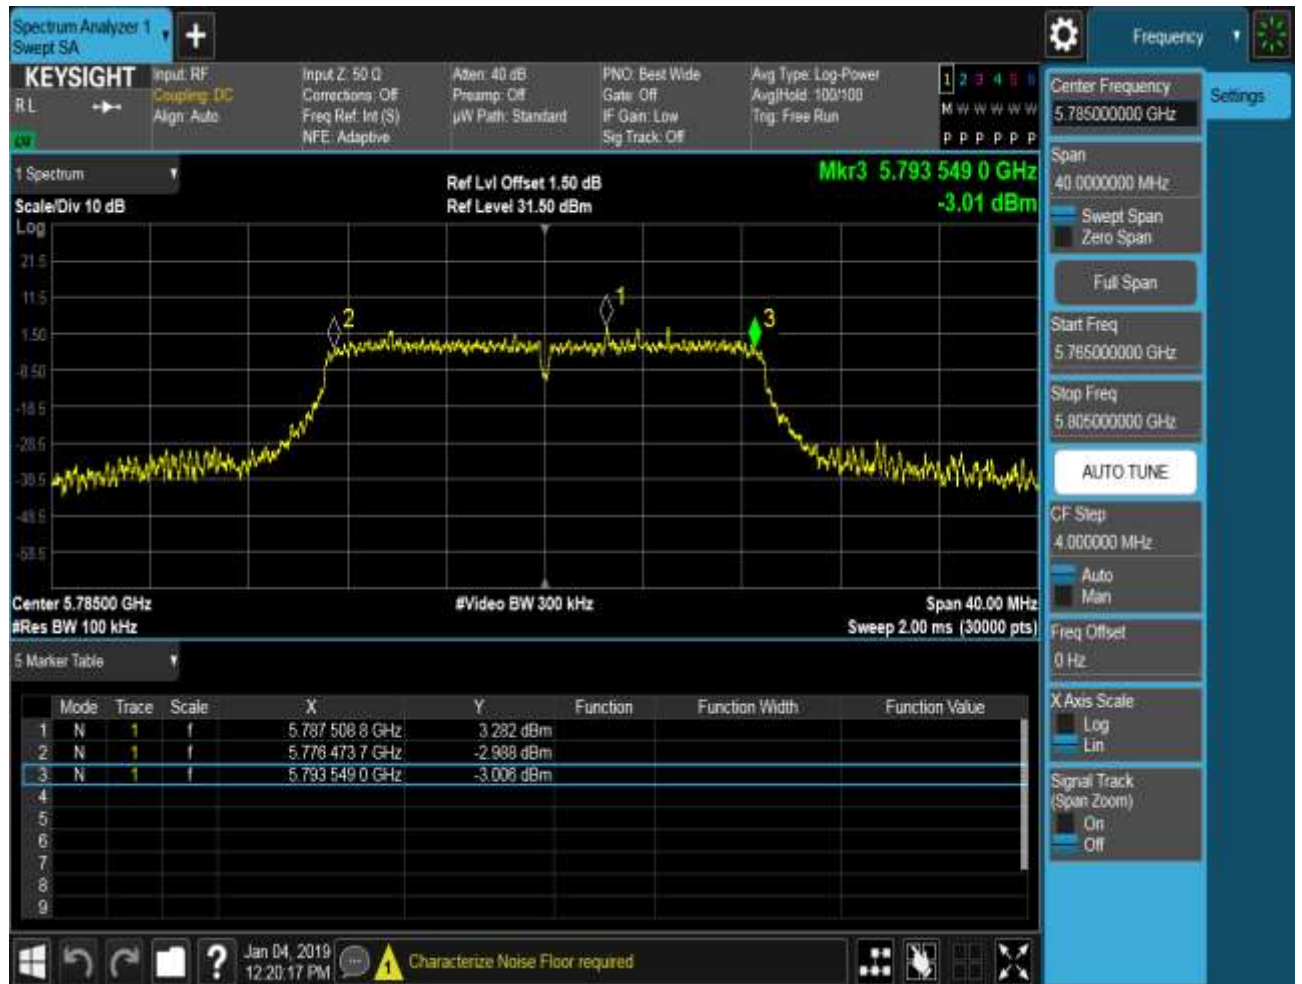 Spectrum Analyzer 1
Swept SA
Frequency
KEYSIGHT
RL
Input: RF
Coupling: DC
Align: Auto
Input Z: 50 Ω
Corrections: Off
Freq Ref: Int (S)
NFE: Adaptive
Atten: 40 dB
Preamp: Off
µW Path: Standard
PNO: Best Wide
Gate: Off
IF Gain: Low
Sig Track: Off
Avg Type: Log-Power
Avg|Hold: 100/100
Trig: Free Run
1 2 3 4 5 6
M W W W W W
P P P P P P
1 Spectrum
Scale/Div 10 dB
Ref Lvl Offset 1.50 dB
Ref Level 31.50 dBm
Mkr3 5.793 549 0 GHz
-3.01 dBm
Log
21.5
11.5
1.50
-8.50
-18.5
-28.5
-38.5
-48.5
-58.5
1
2
3
Center 5.78500 GHz
#Video BW 300 kHz
Span 40.00 MHz
#Res BW 100 kHz
Sweep 2.00 ms (30000 pts)
5 Marker Table
Mode Trace Scale X Y Function Function Width Function Value
1 N 1 f 5.787 508 8 GHz 3.282 dBm
2 N 1 f 5.776 473 7 GHz -2.988 dBm
3 N 1 f 5.793 549 0 GHz -3.006 dBm
4
5
6
7
8
9
Jan 04, 2019
12:20:17 PM
1
Characterize Noise Floor required
Settings
Center Frequency
5.785000000 GHz
Span
40.0000000 MHz
Swept Span
Zero Span
Full Span
Start Freq
5.765000000 GHz
Stop Freq
5.805000000 GHz
AUTO TUNE
CF Step
4.000000 MHz
Auto
Man
Freq Offset
0 Hz
X Axis Scale
Log
Lin
Signal Track
(Span Zoom)
On
Off